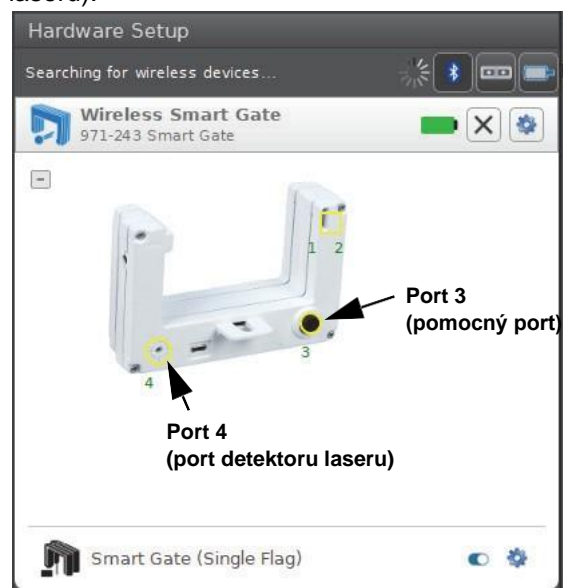 laseru).
Hardware Setup
Searching for wireless devices...
Wireless Smart Gate
971-243 Smart Gate
1 2
Port 3
(pomocný port)
3
4
Port 4
(port detektoru laseru)
Smart Gate (Single Flag)